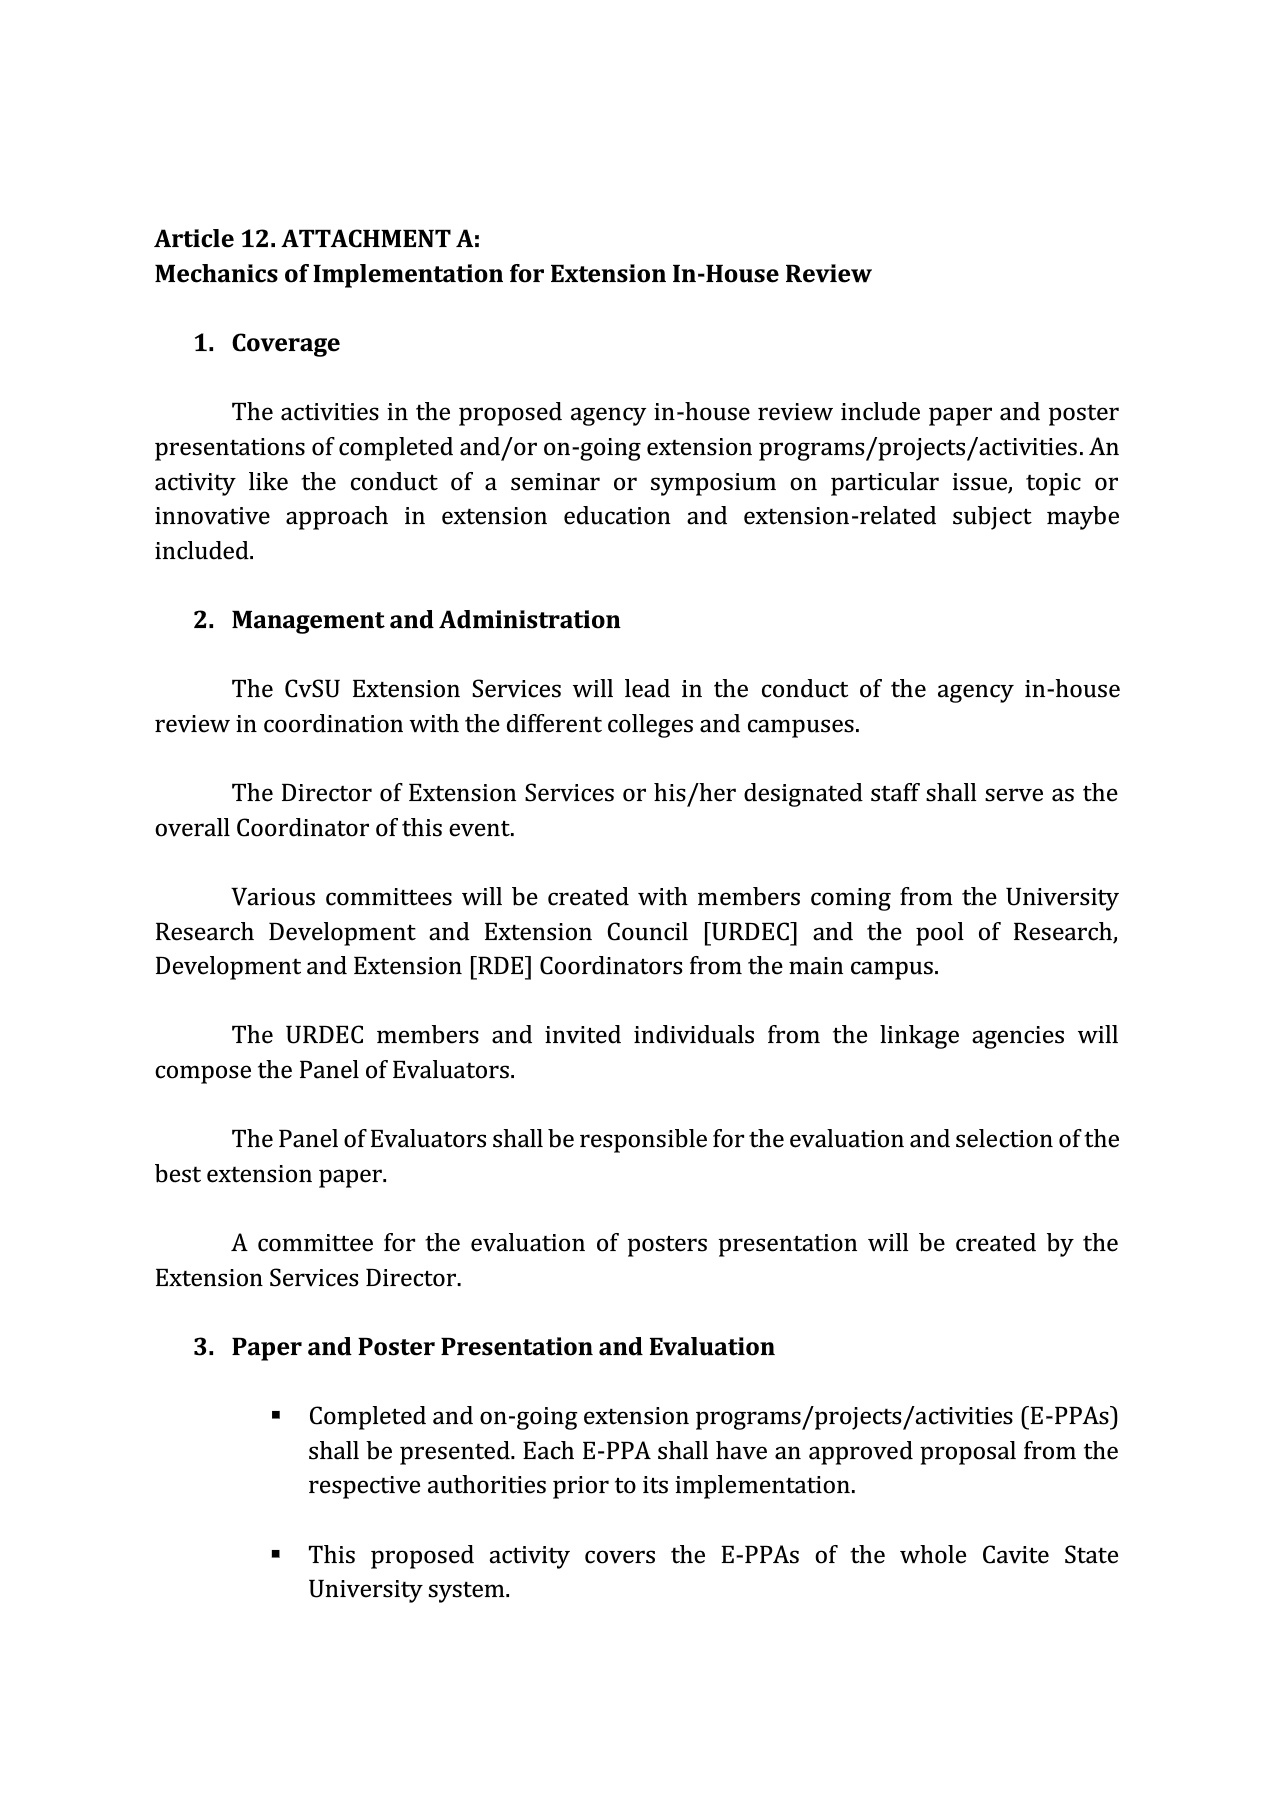 Article 12. ATTACHMENT A:
Mechanics of Implementation for Extension In-House Review
1. Coverage
The activities in the proposed agency in-house review include paper and poster
presentations of completed and/or on-going extension programs/projects/activities. An
activity like the conduct of a seminar or symposium on particular issue, topic or
innovative approach in extension education and extension-related subject maybe
included.
2. Management and Administration
The CvSU Extension Services will lead in the conduct of the agency in-house
review in coordination with the different colleges and campuses.
The Director of Extension Services or his/her designated staff shall serve as the
overall Coordinator of this event.
Various committees will be created with members coming from the University
Research Development and Extension Council [URDEC] and the pool of Research,
Development and Extension [RDE] Coordinators from the main campus.
The URDEC members and invited individuals from the linkage agencies will
compose the Panel of Evaluators.
The Panel of Evaluators shall be responsible for the evaluation and selection of the
best extension paper.
A committee for the evaluation of posters presentation will be created by the
Extension Services Director.
3. Paper and Poster Presentation and Evaluation
▪ Completed and on-going extension programs/projects/activities (E-PPAs)
shall be presented. Each E-PPA shall have an approved proposal from the
respective authorities prior to its implementation.
▪ This proposed activity covers the E-PPAs of the whole Cavite State
University system.